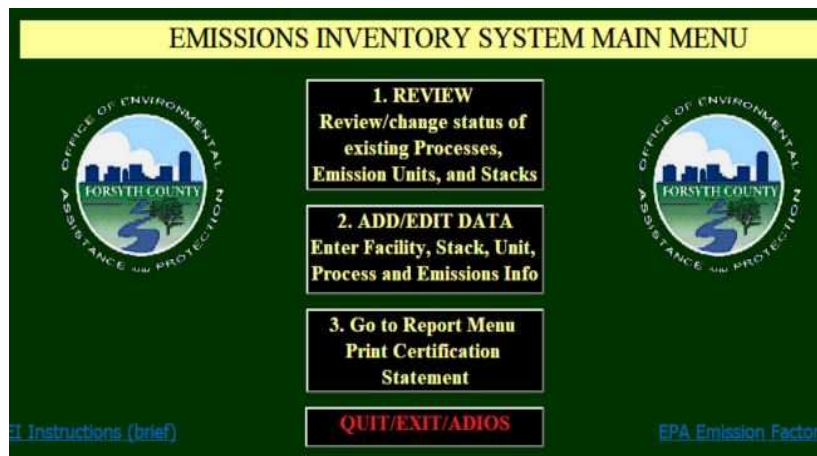 EMISSIONS INVENTORY SYSTEM MAIN MENU
OFFICE OF ENVIRONMENTAL
FORSYTH COUNTY
ASSISTANCE AND PROTECTION
1. REVIEW
Review/change status of
existing Processes,
Emission Units, and Stacks
2. ADD/EDIT DATA
Enter Facility, Stack, Unit,
Process and Emissions Info
3. Go to Report Menu
Print Certification
Statement
QUIT/EXIT/ADIOS
OFFICE OF ENVIRONMENTAL
FORSYTH COUNTY
ASSISTANCE AND PROTECTION
EI Instructions (brief)
EPA Emission Factor